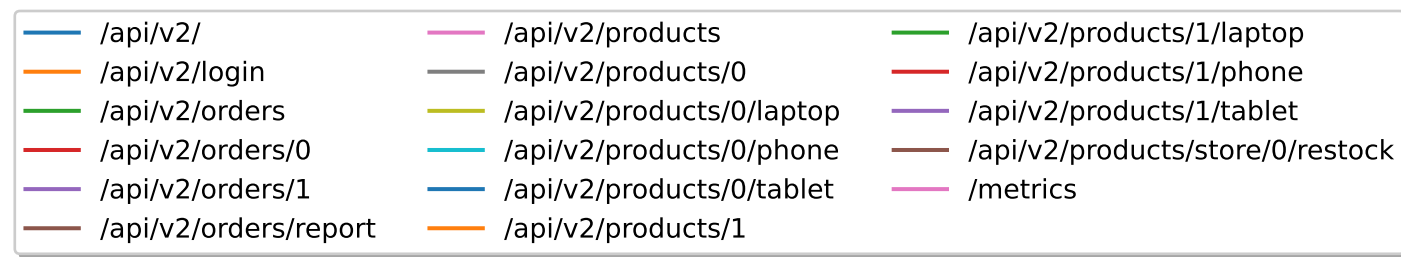 /api/v2/
/api/v2/login
/api/v2/orders
/api/v2/orders/0
/api/v2/orders/1
/api/v2/orders/report
/api/v2/products
/api/v2/products/0
/api/v2/products/0/laptop
/api/v2/products/0/phone
/api/v2/products/0/tablet
/api/v2/products/1
/api/v2/products/1/laptop
/api/v2/products/1/phone
/api/v2/products/1/tablet
/api/v2/products/store/0/restock
/metrics